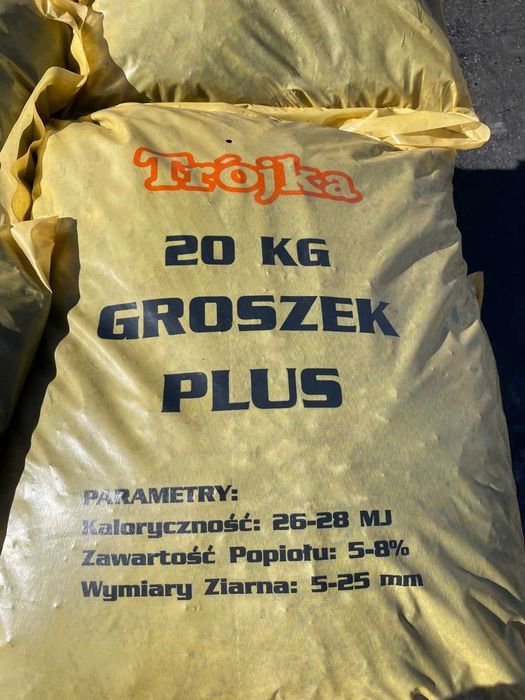 Trójka
20 KG
GROSZEK
PLUS
PARAMETRY:
Kaloryczność: 26-28 MJ
Zawartość Popiołu: 5-8%
Wymiary Ziarna: 5-25 mm